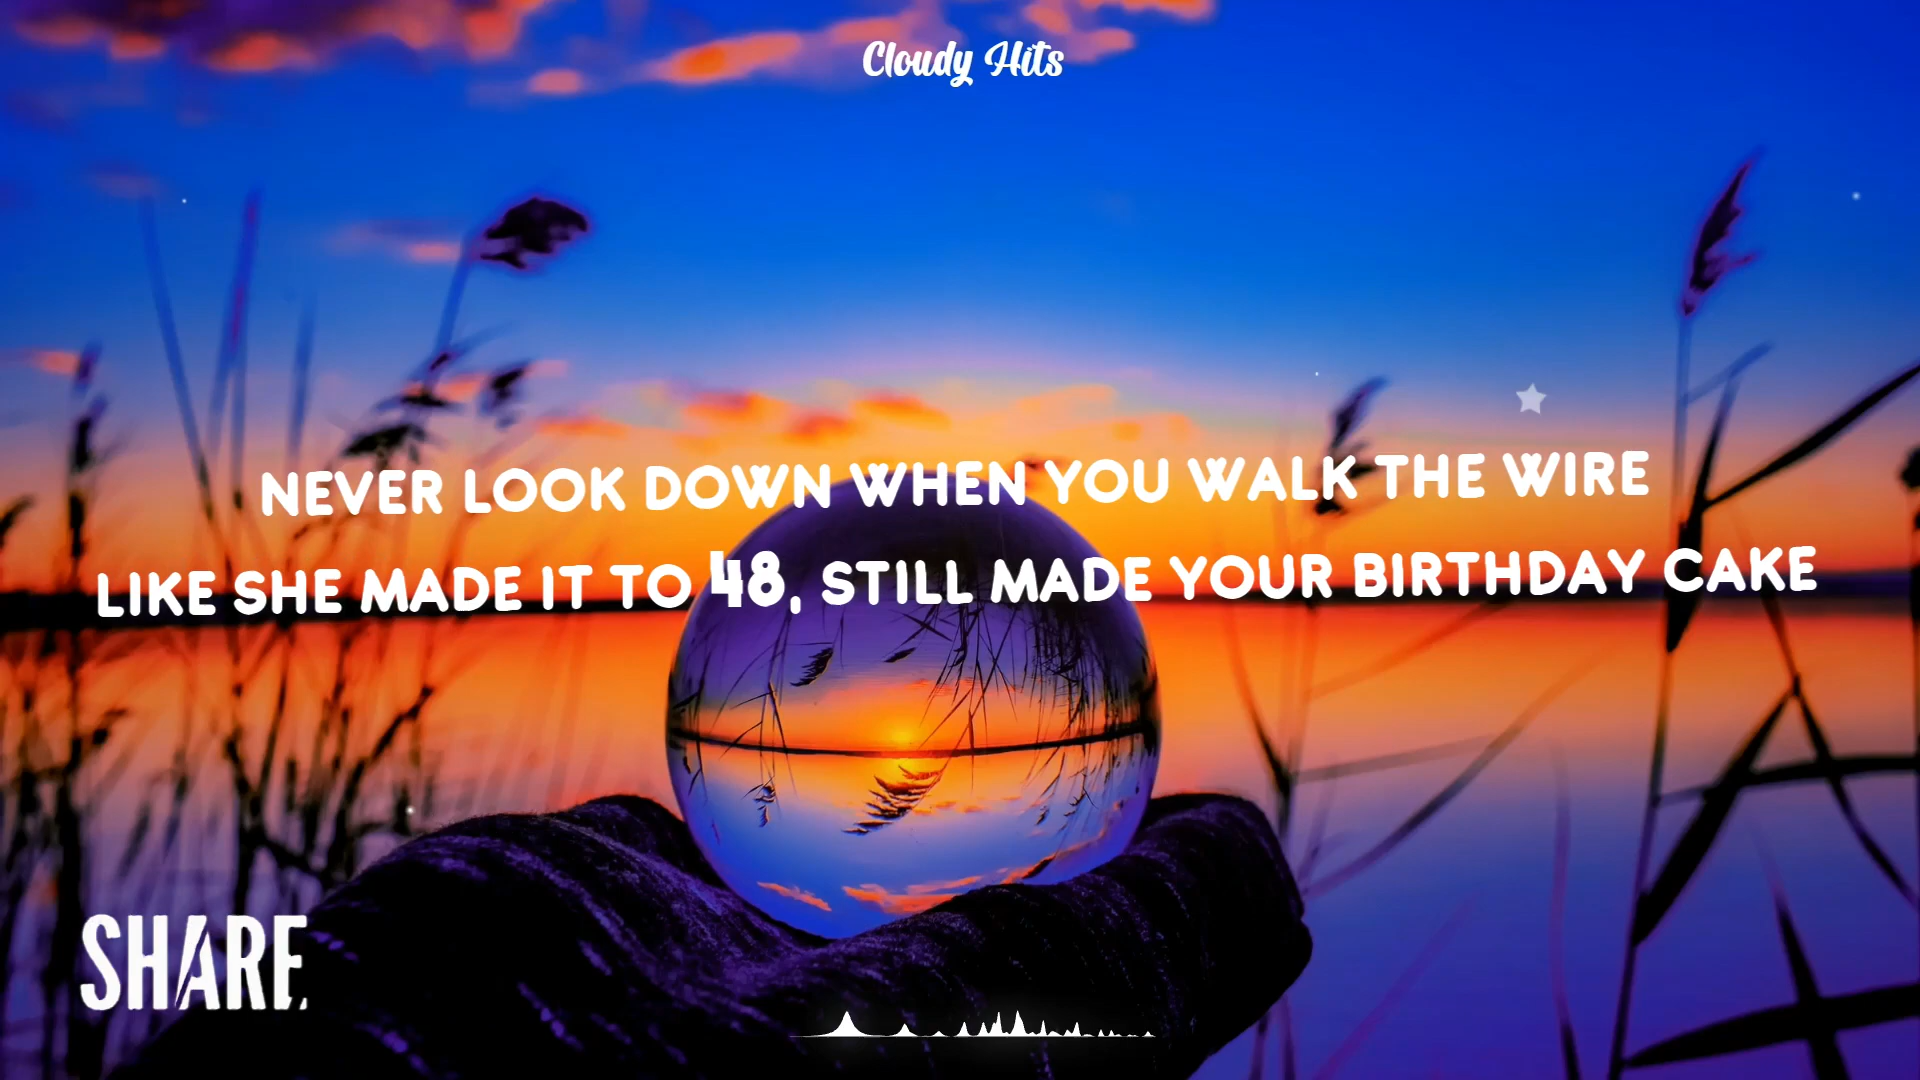 Cloudy Hits
NEVER LOOK DOWN WHEN YOU WALK THE WIRE
LIKE SHE MADE IT TO 48, STILL MADE YOUR BIRTHDAY CAKE
SHARE